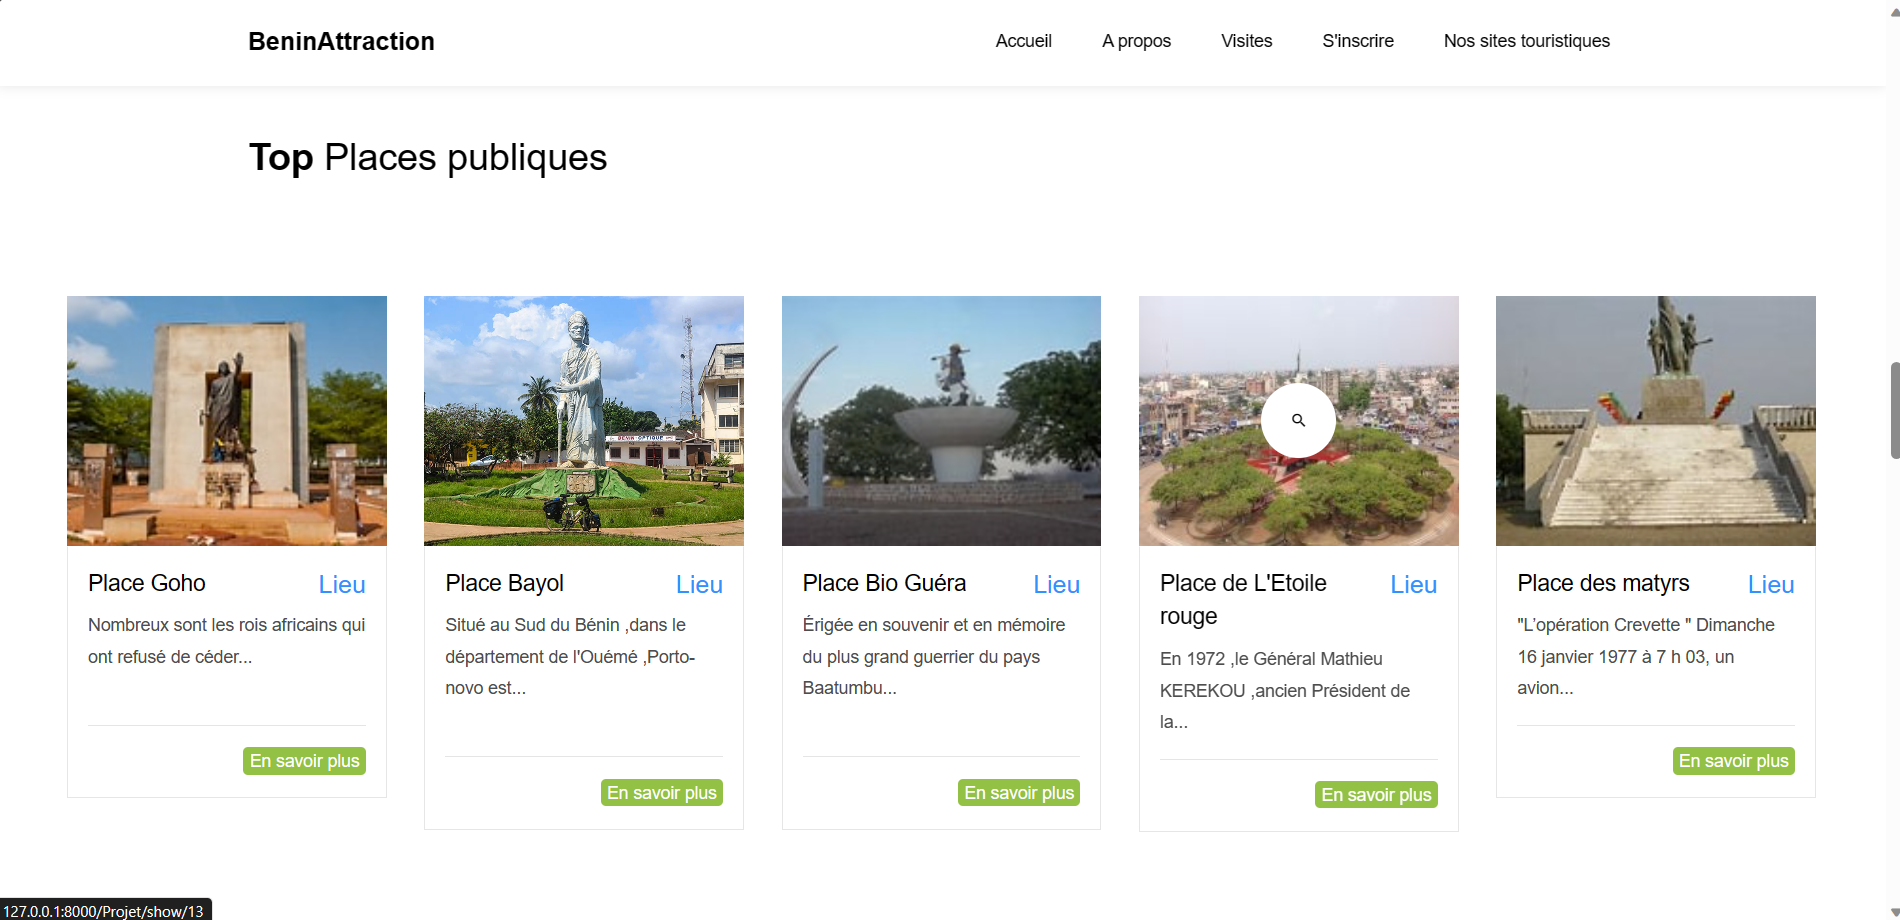 BeninAttraction
Accueil
A propos
Visites
S'inscrire
Nos sites touristiques
Top Places publiques
BENIN OPTIQUE
Place Goho
Lieu
Nombreux sont les rois africains qui
ont refusé de céder...
En savoir plus
Place Bayol
Lieu
Situé au Sud du Bénin ,dans le
département de l'Ouémé ,Porto-
novo est...
En savoir plus
Place Bio Guéra
Lieu
Érigée en souvenir et en mémoire
du plus grand guerrier du pays
Baatumbu...
En savoir plus
Place de L'Etoile
rouge
Lieu
En 1972 ,le Général Mathieu
KEREKOU ,ancien Président de
la...
En savoir plus
Place des matyrs
Lieu
"L’opération Crevette " Dimanche
16 janvier 1977 à 7 h 03, un
avion...
En savoir plus
127.0.0.1:8000/Projet/show/13